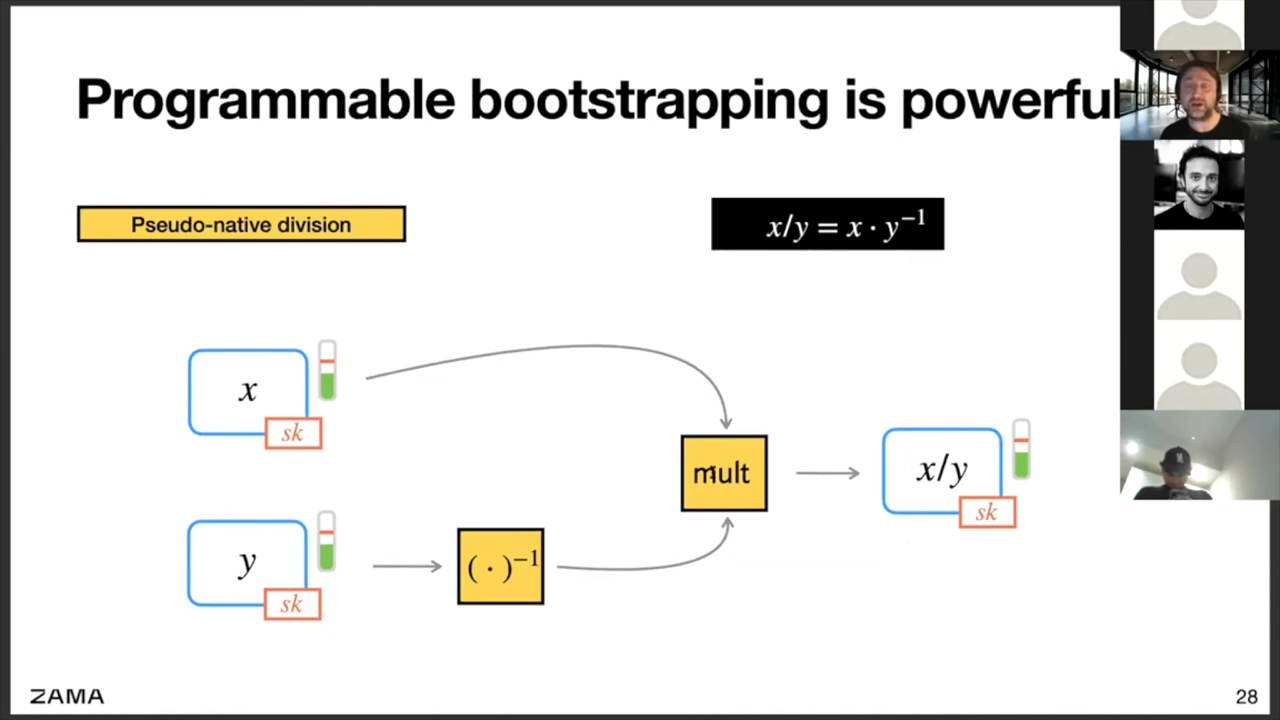 Programmable bootstrapping is powerful
Pseudo-native division
x/y = x · y⁻¹
x
sk
mult
x/y
sk
y
sk
( · )⁻¹
ZAMA
28